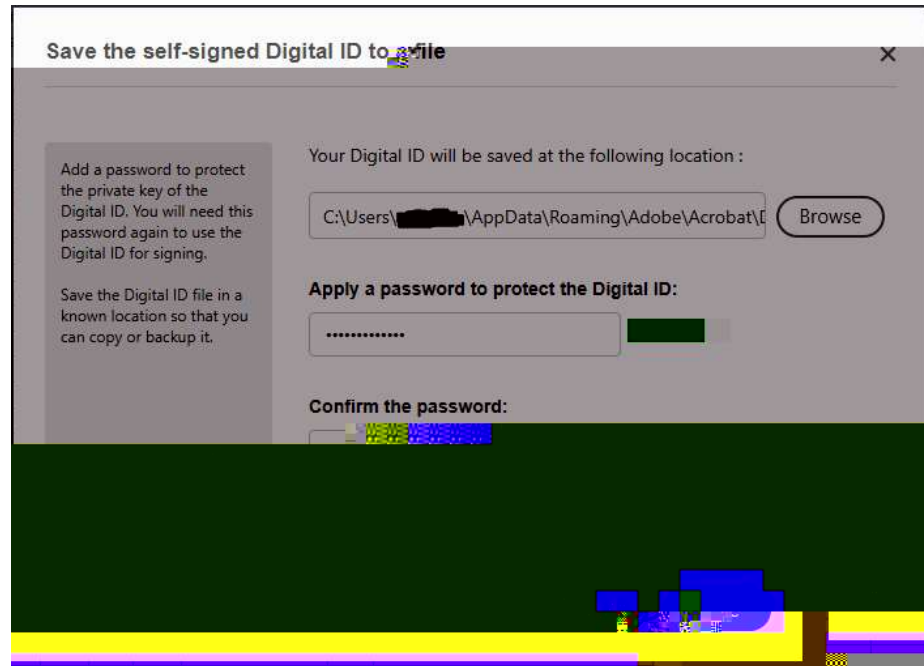 Save the self-signed Digital ID to a file
Your Digital ID will be saved at the following location :
Add a password to protect
the private key of the
Digital ID. You will need this
password again to use the
Digital ID for signing.
Save the Digital ID file in a
known location so that you
can copy or backup it.
C:\Users\ \AppData\Roaming\Adobe\Acrobat\
Browse
Apply a password to protect the Digital ID:
Confirm the password: